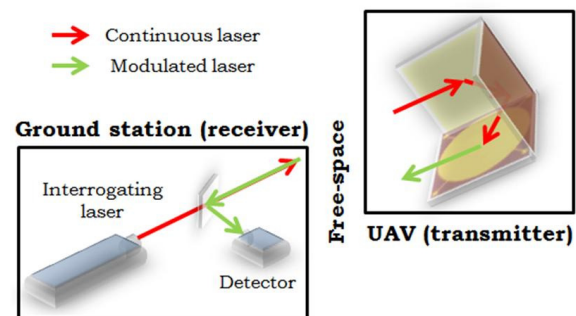 Continuous laser
Modulated laser
Ground station (receiver)
Interrogating
laser
Detector
Free-space
UAV (transmitter)